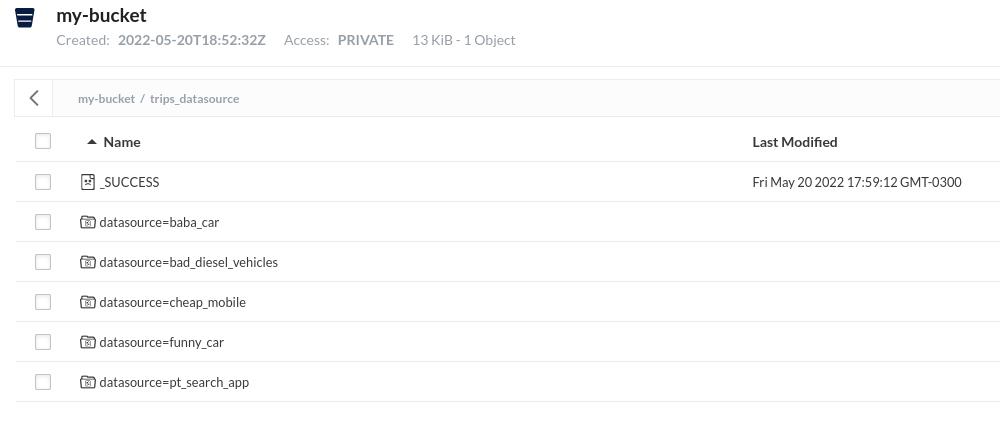 my-bucket
Created: 2022-05-20T18:52:32Z Access: PRIVATE 13 KiB - 1 Object
my-bucket / trips_datasource
Name Last Modified
_SUCCESS Fri May 20 2022 17:59:12 GMT-0300
datasource=baba_car
datasource=bad_diesel_vehicles
datasource=cheap_mobile
datasource=funny_car
datasource=pt_search_app